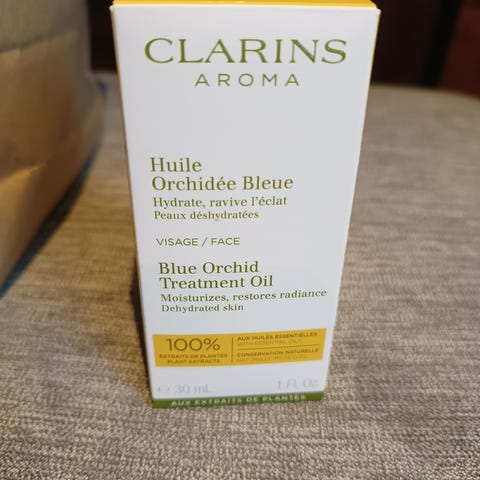 CLARINS
AROMA
Huile
Orchidée Bleue
Hydrate, ravive l'éclat
Peaux déshydratées
VISAGE / FACE
Blue Orchid
Treatment Oil
Moisturizes, restores radiance
Dehydrated skin
100%
EXTRAITS DE PLANTES
PLANT EXTRACTS
AUX HUILES ESSENTIELLES
WITH ESSENTIAL OILS
CONSERVATION NATURELLE
NATURALLY PRESERVED
℮ 30 mL
1 Fl. Oz.
AUX EXTRAITS DE PLANTES